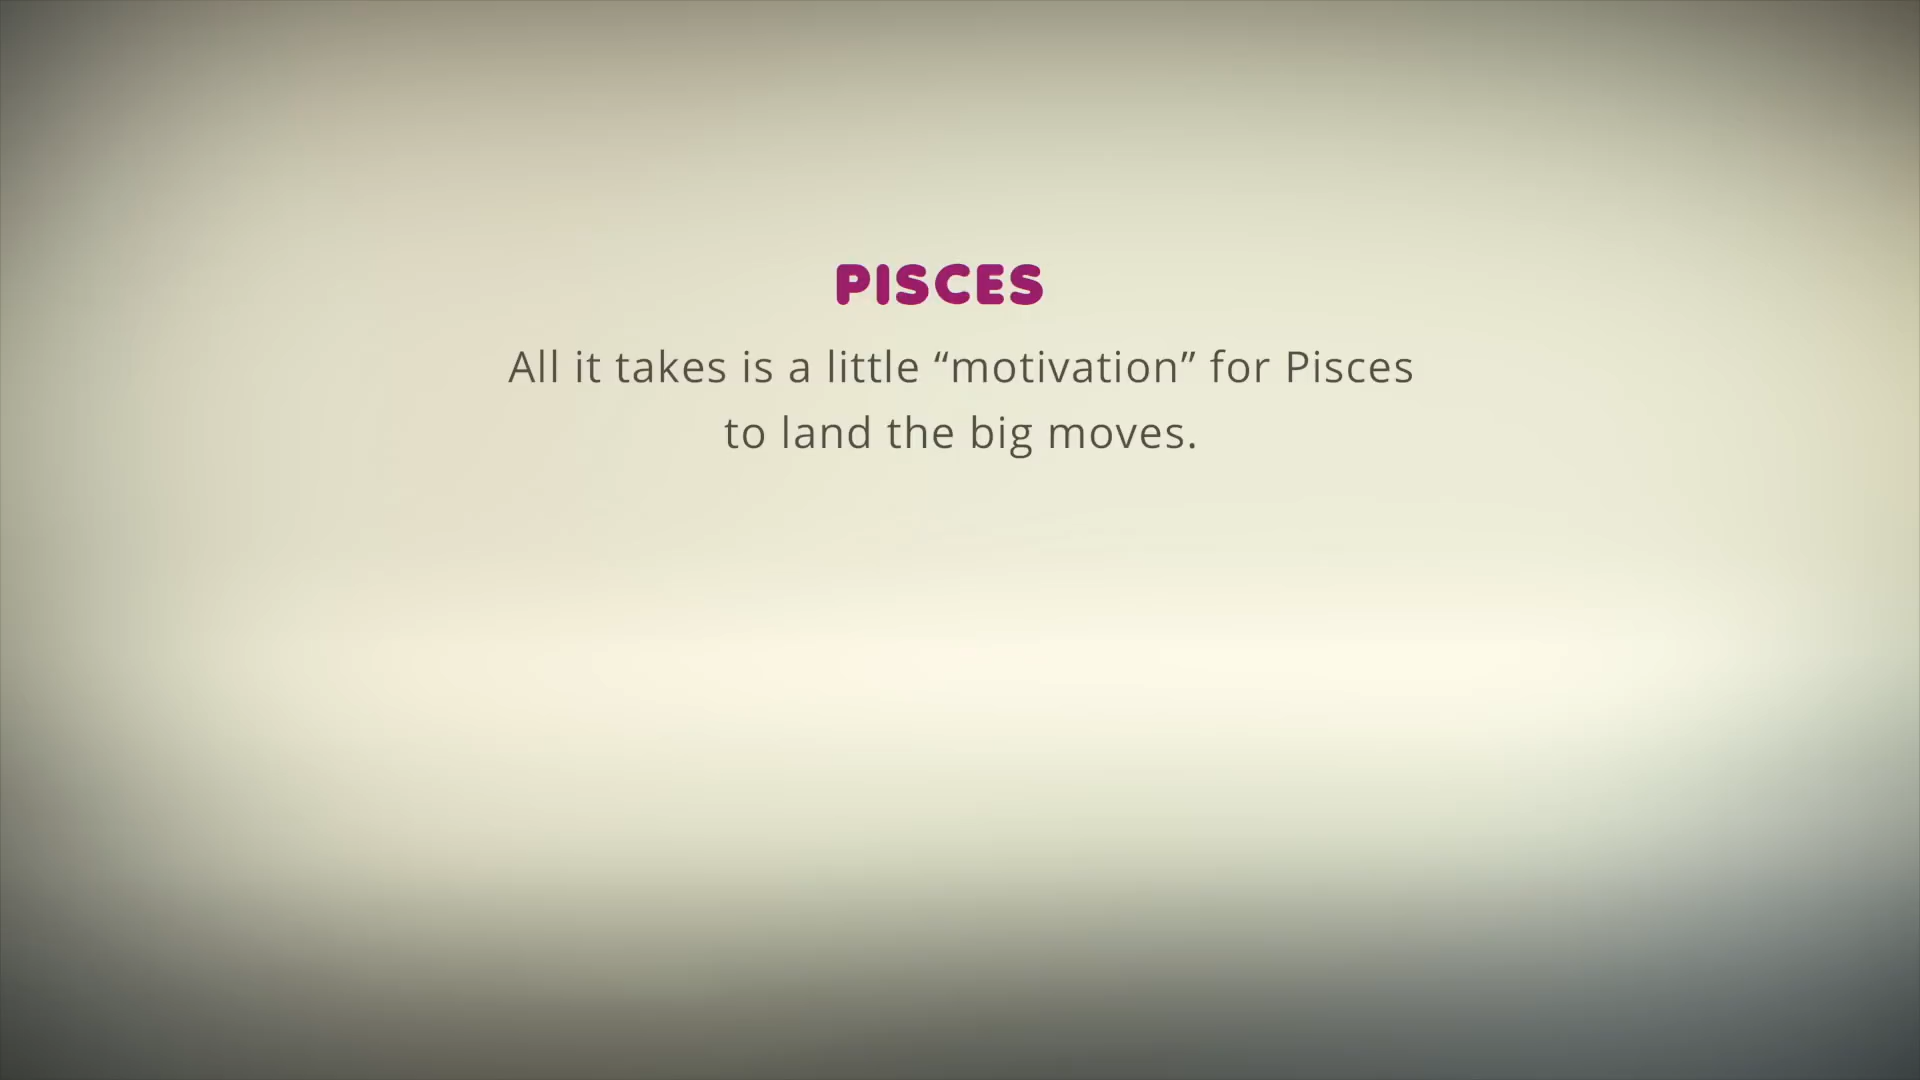 PISCES
All it takes is a little “motivation” for Pisces
to land the big moves.